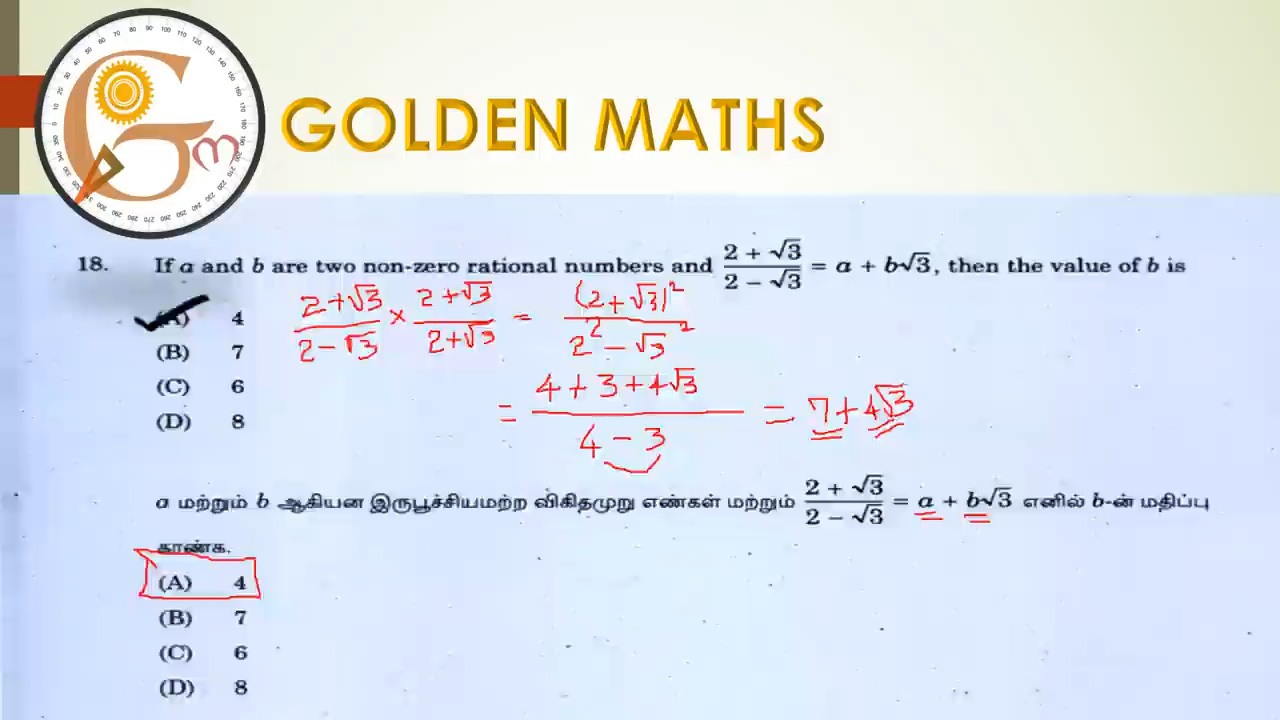 GOLDEN MATHS
18. If a and b are two non-zero rational numbers and (2 + √3)/(2 − √3) = a + b√3, then the value of b is
(A) 4
(B) 7
(C) 6
(D) 8
(2+√3)/(2−√3) × (2+√3)/(2+√3) = (2+√3)²/(2² − √3²)
= (4+3+4√3)/(4−3) = 7+4√3
a மற்றும் b ஆகியன இருபூச்சியமற்ற விகிதமுறு எண்கள் மற்றும் (2 + √3)/(2 − √3) = a + b√3 எனில் b-ன் மதிப்பு
காண்க.
(A) 4
(B) 7
(C) 6
(D) 8